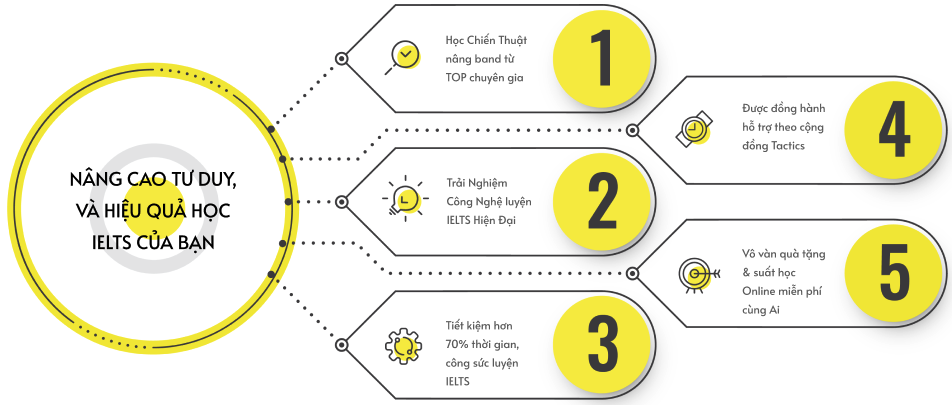 NÂNG CAO TƯ DUY,
VÀ HIỆU QUẢ HỌC
IELTS CỦA BẠN
Học Chiến Thuật
nâng band từ
TOP chuyên gia
1
Trải Nghiệm
Công Nghệ luyện
IELTS Hiện Đại
2
Tiết kiệm hơn
70% thời gian,
công sức luyện
IELTS
3
Được đồng hành
hỗ trợ theo cộng
đồng Tactics
4
Vô vàn quà tặng
& suất học
Online miễn phí
cùng Ai
5